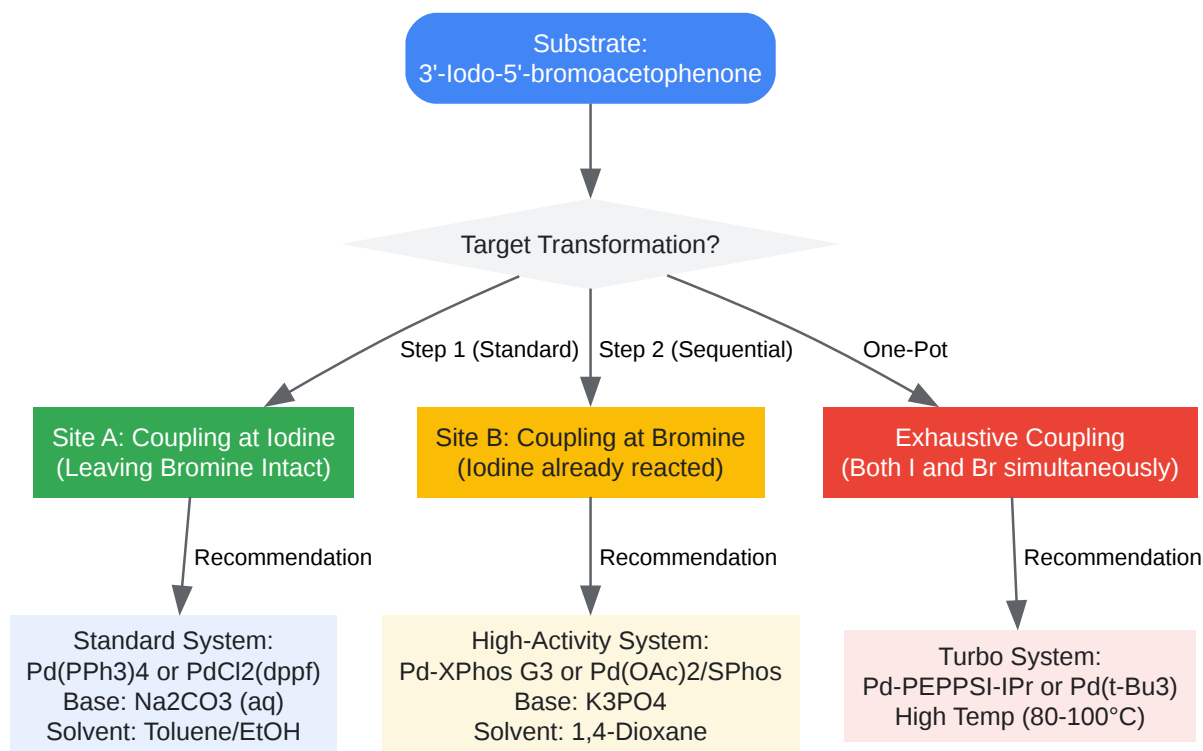 Substrate:
3'-Iodo-5'-bromoacetophenone
Target Transformation?
Step 1 (Standard)
Step 2 (Sequential)
One-Pot
Site A: Coupling at Iodine
(Leaving Bromine Intact)
Site B: Coupling at Bromine
(Iodine already reacted)
Exhaustive Coupling
(Both I and Br simultaneously)
Recommendation
Recommendation
Recommendation
Standard System:
Pd(PPh3)4 or PdCl2(dppf)
Base: Na2CO3 (aq)
Solvent: Toluene/EtOH
High-Activity System:
Pd-XPhos G3 or Pd(OAc)2/SPhos
Base: K3PO4
Solvent: 1,4-Dioxane
Turbo System:
Pd-PEPPSI-IPr or Pd(t-Bu3)
High Temp (80-100°C)